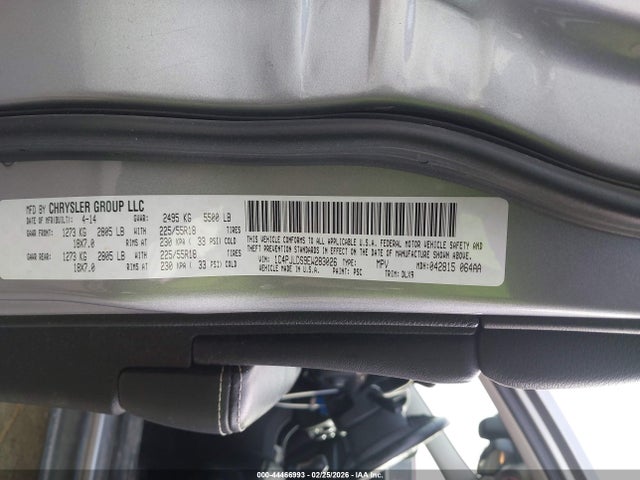 MFD BY CHRYSLER GROUP LLC
DATE OF MFR(BUILT): 4-14 GVWR: 2495 KG 5500 LB
GAWR FRONT: 1273 KG 2805 LB WITH 225/55R18 TIRES
18X7.0 RIMS AT 230 KPA ( 33 PSI) COLD
GAWR REAR: 1273 KG 2805 LB WITH 225/55R18 TIRES
18X7.0 RIMS AT 230 KPA ( 33 PSI) COLD
THIS VEHICLE CONFORMS TO ALL APPLICABLE U.S.A. FEDERAL MOTOR VEHICLE SAFETY AND
THEFT PREVENTION STANDARDS IN EFFECT ON THE DATE OF MANUFACTURE SHOWN ABOVE.
VIN: 1C4PJLCS9EW283026 TYPE: MPV MDH: 042815 064AA
MADE IN U.S.A. PAINT: PSC TRIM: DLX9
000-44466993 - 02/25/2026 - IAA Inc.